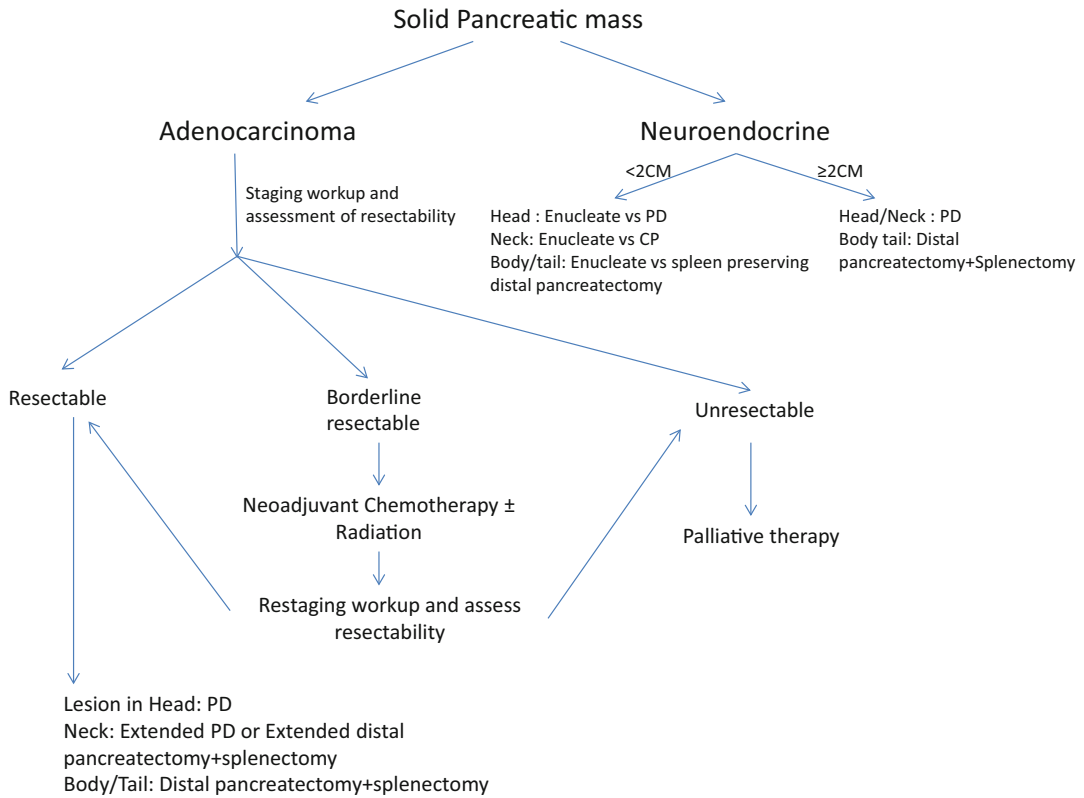 Solid Pancreatic mass
Adenocarcinoma
Neuroendocrine
<2CM
≥2CM
Staging workup and
assessment of resectability
Head : Enucleate vs PD
Neck: Enucleate vs CP
Body/tail: Enucleate vs spleen preserving
distal pancreatectomy
Head/Neck : PD
Body tail: Distal
pancreatectomy+Splenectomy
Resectable
Borderline
resectable
Unresectable
Neoadjuvant Chemotherapy ±
Radiation
Palliative therapy
Restaging workup and assess
resectability
Lesion in Head: PD
Neck: Extended PD or Extended distal
pancreatectomy+splenectomy
Body/Tail: Distal pancreatectomy+splenectomy